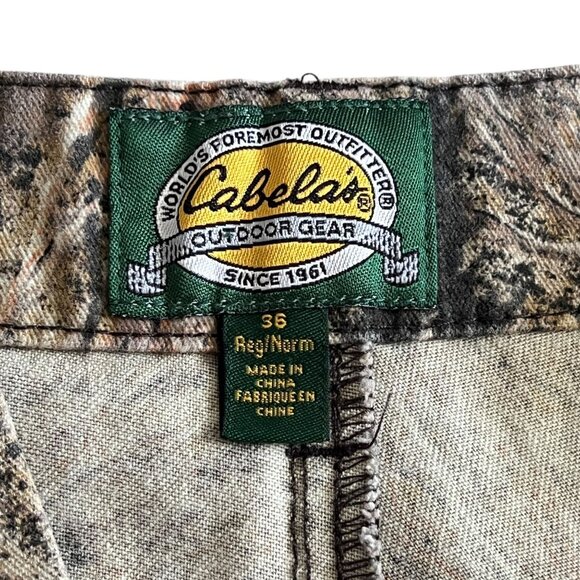 WORLD'S FOREMOST OUTFITTER®
Cabela's®
OUTDOOR GEAR
SINCE 1961
36
Reg/Norm
MADE IN
CHINA
FABRIQUE EN
CHINE